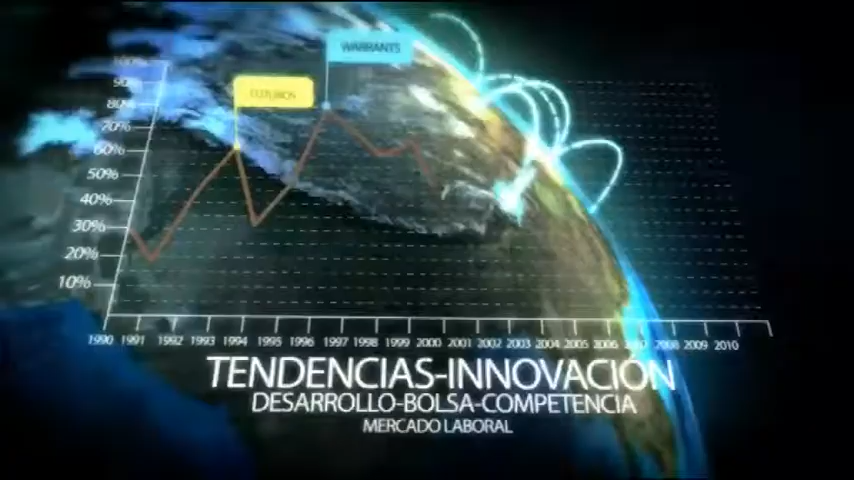 WARRANTS
FUTUROS
100%
90%
80%
70%
60%
50%
40%
30%
20%
10%
1990 1991 1992 1993 1994 1995 1996 1997 1998 1999 2000 2001 2002 2003 2004 2005 2006 2007 2008 2009 2010
TENDENCIAS-INNOVACIÓN
DESARROLLO-BOLSA-COMPETENCIA
MERCADO LABORAL